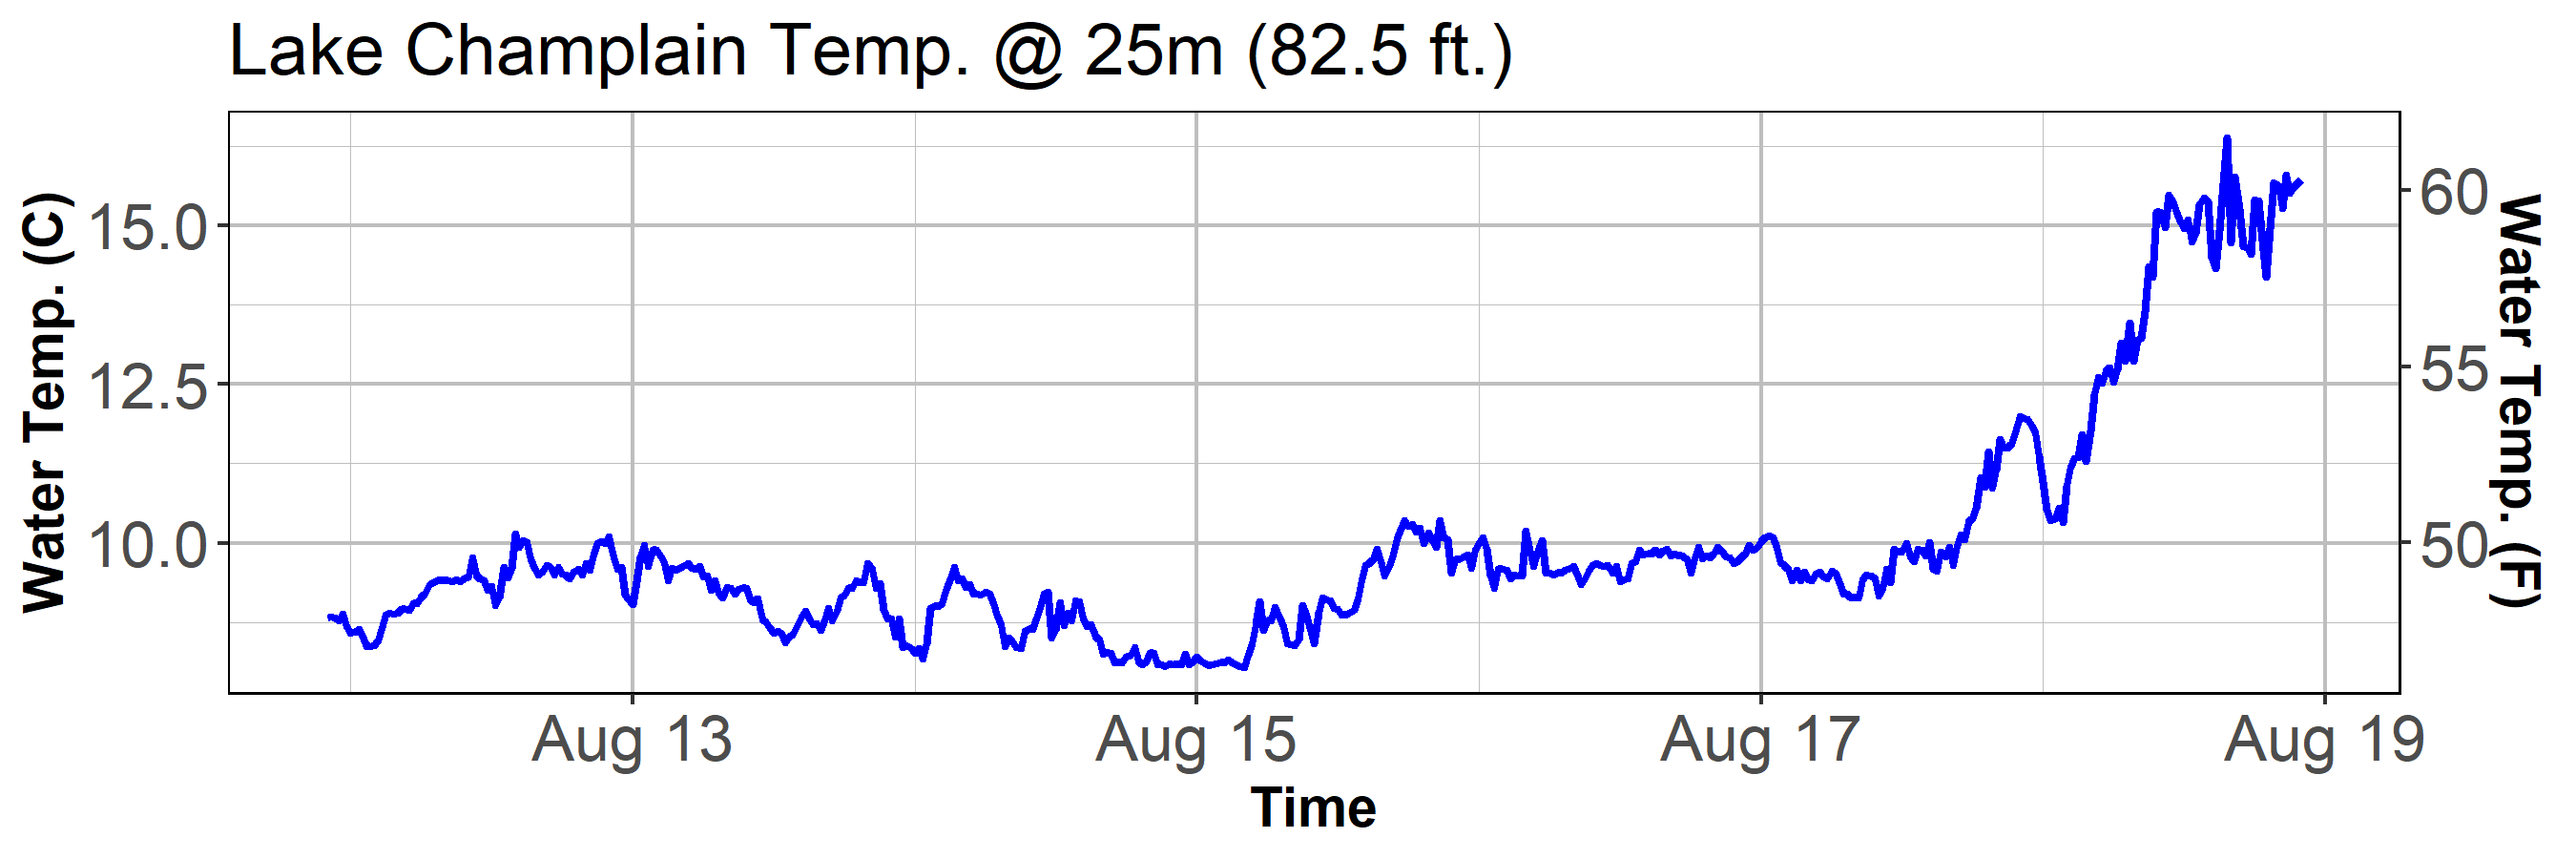 Lake Champlain Temp. @ 25m (82.5 ft.)
Water Temp. (C)
15.0
12.5
10.0
60
55
50
Water Temp. (F)
Aug 13
Aug 15
Aug 17
Aug 19
Time